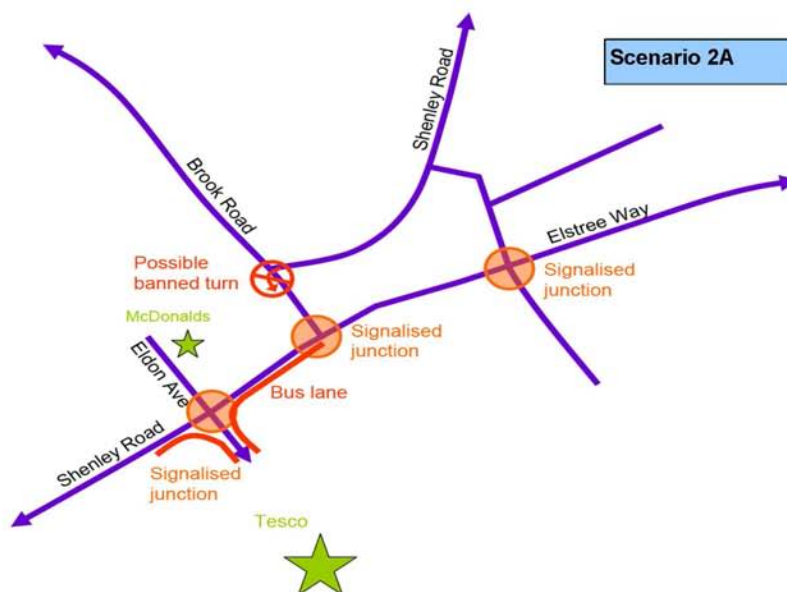 Scenario 2A
Shenley Road
Brook Road
Elstree Way
Possible
banned turn
Signalised
junction
McDonalds
Signalised
junction
Eldon Ave
Bus lane
Shenley Road
Signalised
junction
Tesco